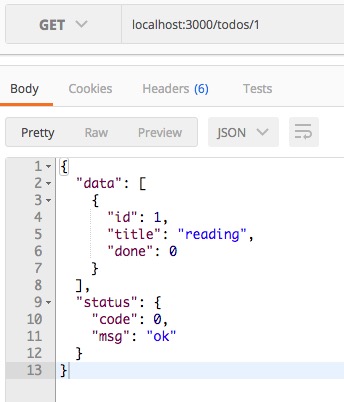 GET localhost:3000/todos/1
Body Cookies Headers (6) Tests
Pretty Raw Preview JSON
1 {
2 "data": [
3 {
4 "id": 1,
5 "title": "reading",
6 "done": 0
7 }
8 ],
9 "status": {
10 "code": 0,
11 "msg": "ok"
12 }
13 }